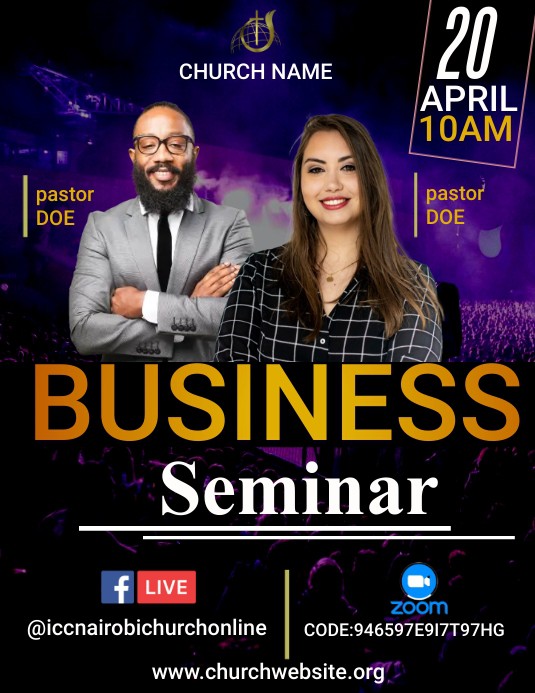 CHURCH NAME
20
APRIL
10AM
pastor
DOE
pastor
DOE
BUSINESS
Seminar
f LIVE
zoom
@iccnairobichurchonline
CODE:946597E9I7T97HG
www.churchwebsite.org